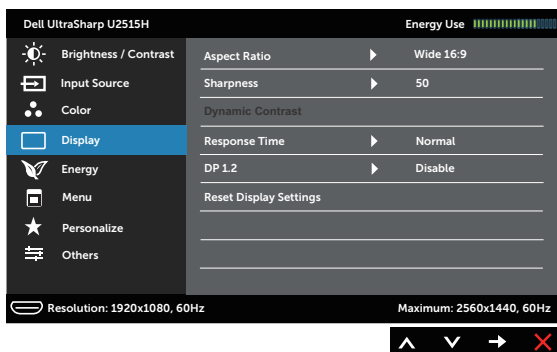 Dell UltraSharp U2515H
Energy Use
Brightness / Contrast
Input Source
Color
Display
Energy
Menu
Personalize
Others
Aspect Ratio Wide 16:9
Sharpness 50
Dynamic Contrast
Response Time Normal
DP 1.2 Disable
Reset Display Settings
Resolution: 1920x1080, 60Hz
Maximum: 2560x1440, 60Hz